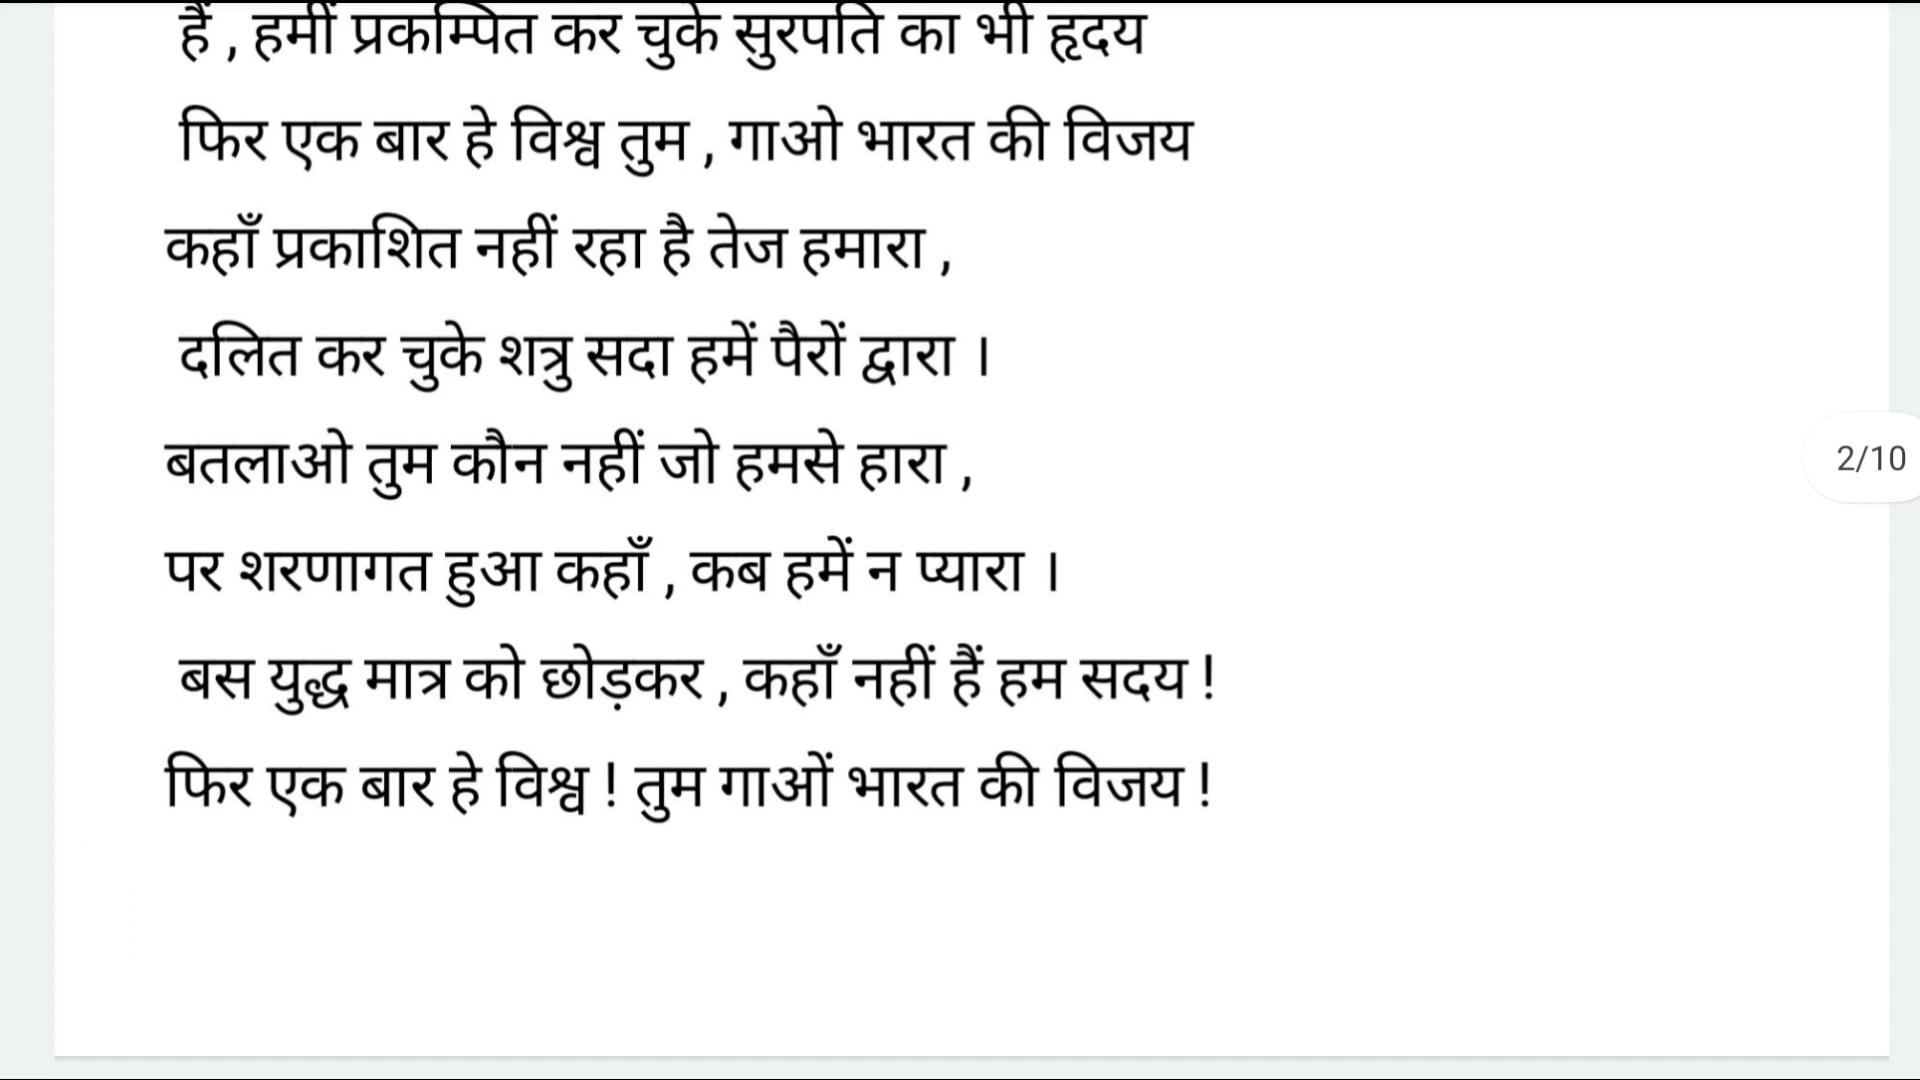 हैं , हमीं प्रकम्पित कर चुके सुरपति का भी हृदय
फिर एक बार हे विश्व तुम , गाओ भारत की विजय
कहाँ प्रकाशित नहीं रहा है तेज हमारा ,
दलित कर चुके शत्रु सदा हमें पैरों द्वारा ।
बतलाओ तुम कौन नहीं जो हमसे हारा ,
पर शरणागत हुआ कहाँ , कब हमें न प्यारा ।
बस युद्ध मात्र को छोड़कर , कहाँ नहीं हैं हम सदय !
फिर एक बार हे विश्व ! तुम गाओं भारत की विजय !
2/10